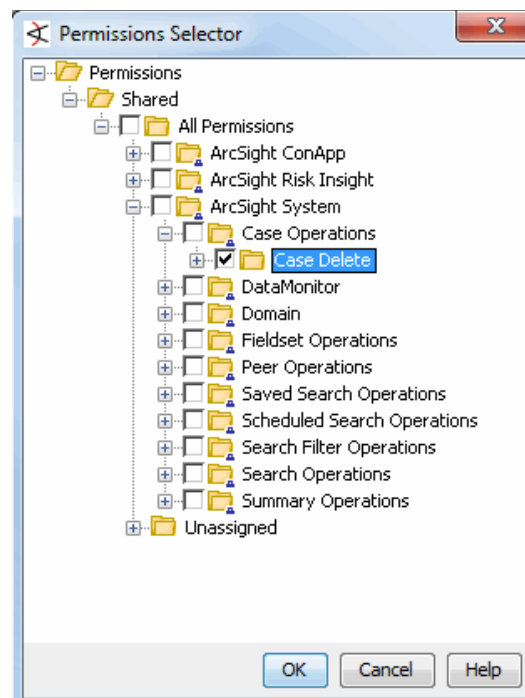 Permissions Selector
Permissions
Shared
All Permissions
ArcSight ConApp
ArcSight Risk Insight
ArcSight System
Case Operations
Case Delete
DataMonitor
Domain
Fieldset Operations
Peer Operations
Saved Search Operations
Scheduled Search Operations
Search Filter Operations
Search Operations
Summary Operations
Unassigned
OK Cancel Help